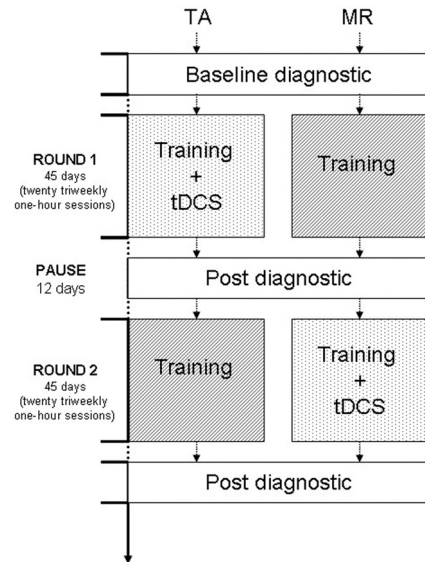 TA MR
Baseline diagnostic
ROUND 1
45 days
(twenty triweekly
one-hour sessions)
Training
+
tDCS
Training
PAUSE
12 days
Post diagnostic
ROUND 2
45 days
(twenty triweekly
one-hour sessions)
Training
Training
+
tDCS
Post diagnostic